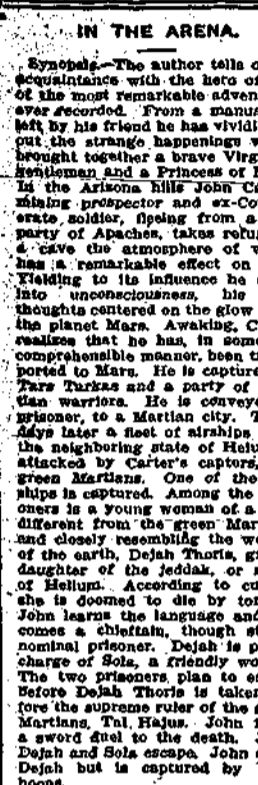 IN THE ARENA.
Synopsis.—The author tells o
acquaintance with the hero of
of the most remarkable adven
ever recorded. From a manus
left by his friend he has vividl
out the strange happenings w
brought together a brave Virg
gentleman and a Princess of
In the Arizona hills John C
mining prospector and ex-Co
erate soldier, fleeing from a
party of Apaches, takes refu
a cave the atmosphere of w
has a remarkable effect on
Yielding to its influence he
into unconsciousness, his
thoughts centered on the glow
the planet Mars. Awaking, C
realizes that he has, in some
comprehensible manner, been t
ported to Mars. He is capture
Tars Tarkas and a party of
tian warriors. He is conveye
prisoner, to a Martian city. T
days later a fleet of airships
the neighboring state of Heliu
attacked by Carter's captors,
green Martians. One of the
ships is captured. Among the
oners is a young woman of a
different from the green Mar
and closely resembling the wo
of the earth, Dejah Thoris, g
daughter of the jeddak, or
of Helium. According to cu
she is doomed to die by tor
John learns the language and
comes a chieftain, though st
nominal prisoner. Dejah is p
charge of Sola, a friendly wo
The two prisoners plan to es
before Dejah Thoris is taken
fore the supreme ruler of the
Martians, Tal Hajus. John f
a sword duel to the death.
Dejah and Sola escape. John
Dejah but is captured by
hoons.